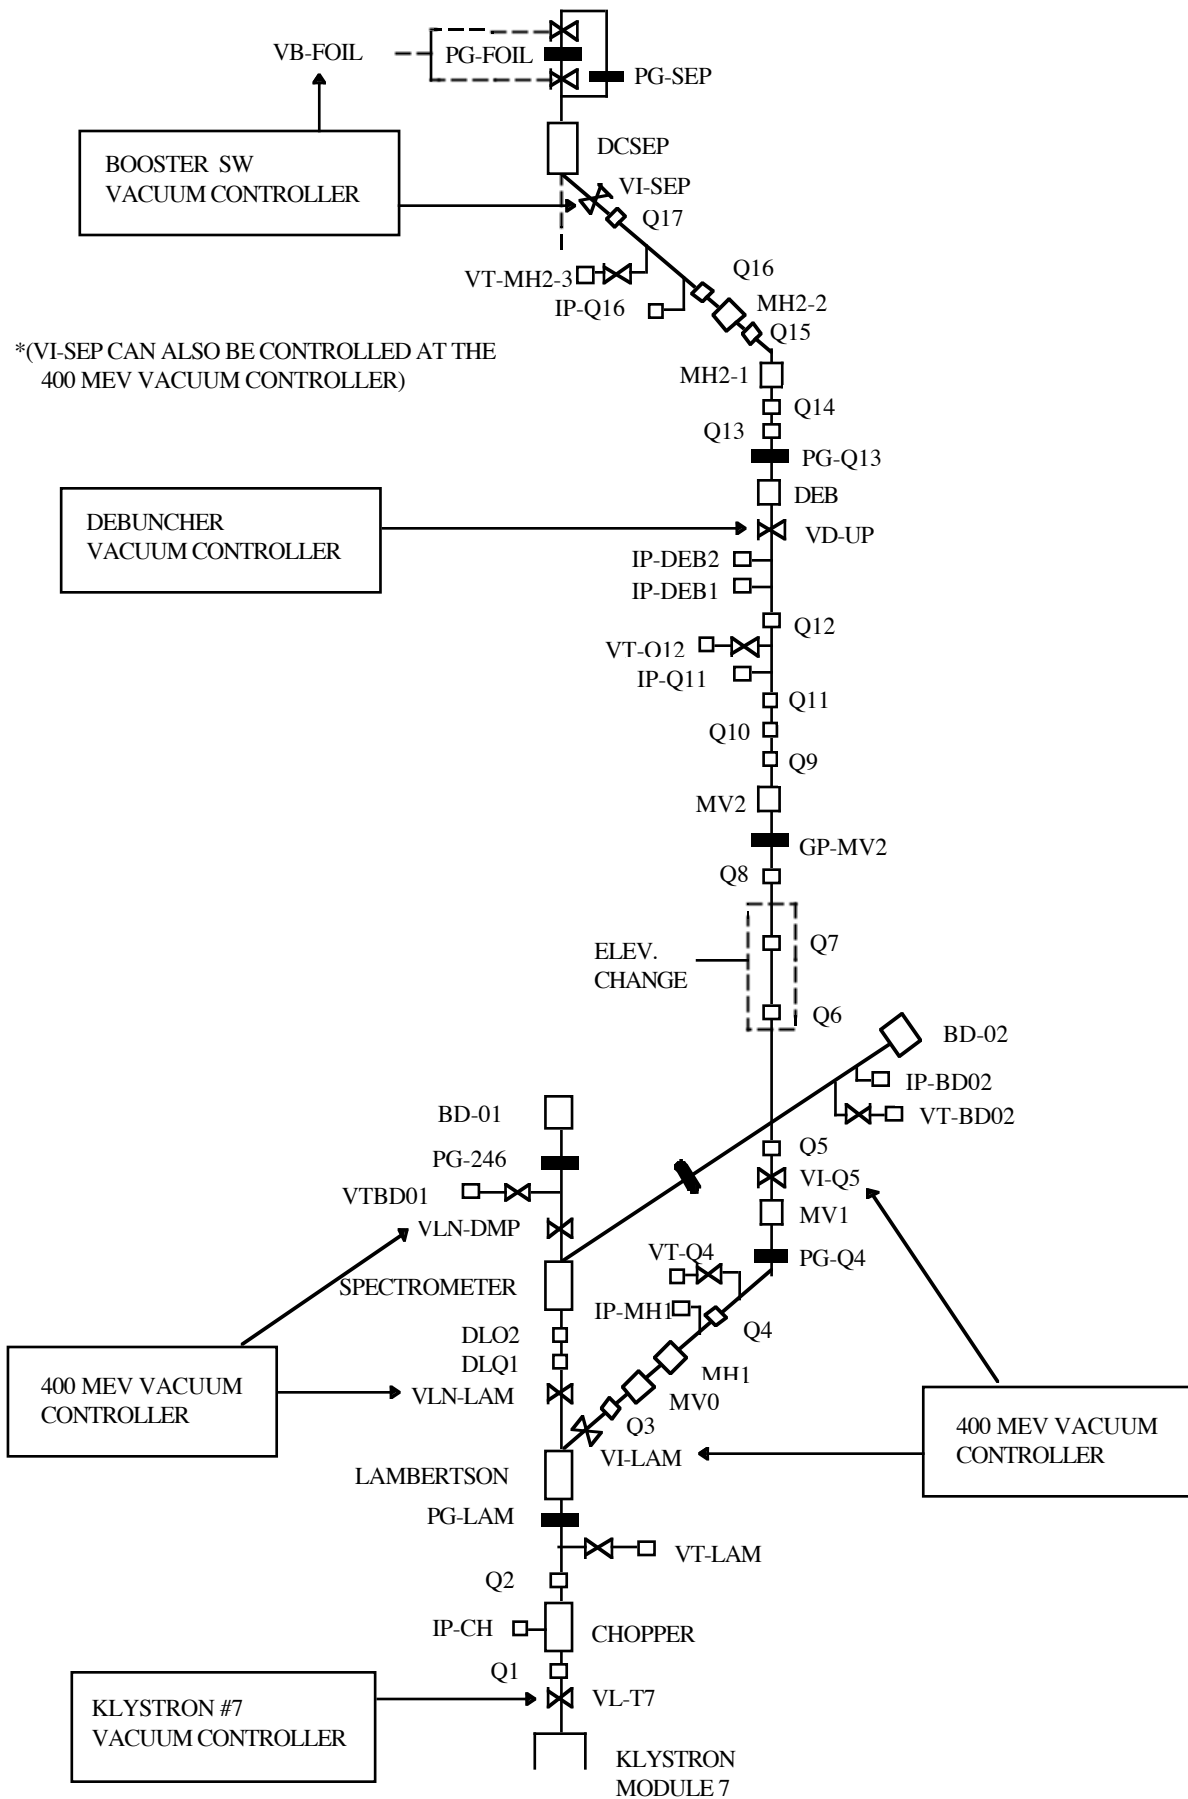 VB-FOIL
PG-FOIL
PG-SEP
DCSEP
BOOSTER SW
VACUUM CONTROLLER
VI-SEP
Q17
VT-MH2-3
Q16
IP-Q16
MH2-2
Q15
*(VI-SEP CAN ALSO BE CONTROLLED AT THE
400 MEV VACUUM CONTROLLER)
MH2-1
Q14
Q13
PG-Q13
DEB
DEBUNCHER
VACUUM CONTROLLER
VD-UP
IP-DEB2
IP-DEB1
Q12
VT-Q12
IP-Q11
Q11
Q10
Q9
MV2
GP-MV2
Q8
Q7
ELEV.
CHANGE
Q6
BD-02
IP-BD02
BD-01
VT-BD02
Q5
PG-246
VI-Q5
VTBD01
MV1
VLN-DMP
VT-Q4
PG-Q4
SPECTROMETER
IP-MH1
Q4
DLO2
DLQ1
MH1
400 MEV VACUUM
CONTROLLER
VLN-LAM
MV0
Q3
400 MEV VACUUM
CONTROLLER
VI-LAM
LAMBERTSON
PG-LAM
VT-LAM
Q2
IP-CH
CHOPPER
Q1
KLYSTRON #7
VACUUM CONTROLLER
VL-T7
KLYSTRON
MODULE 7